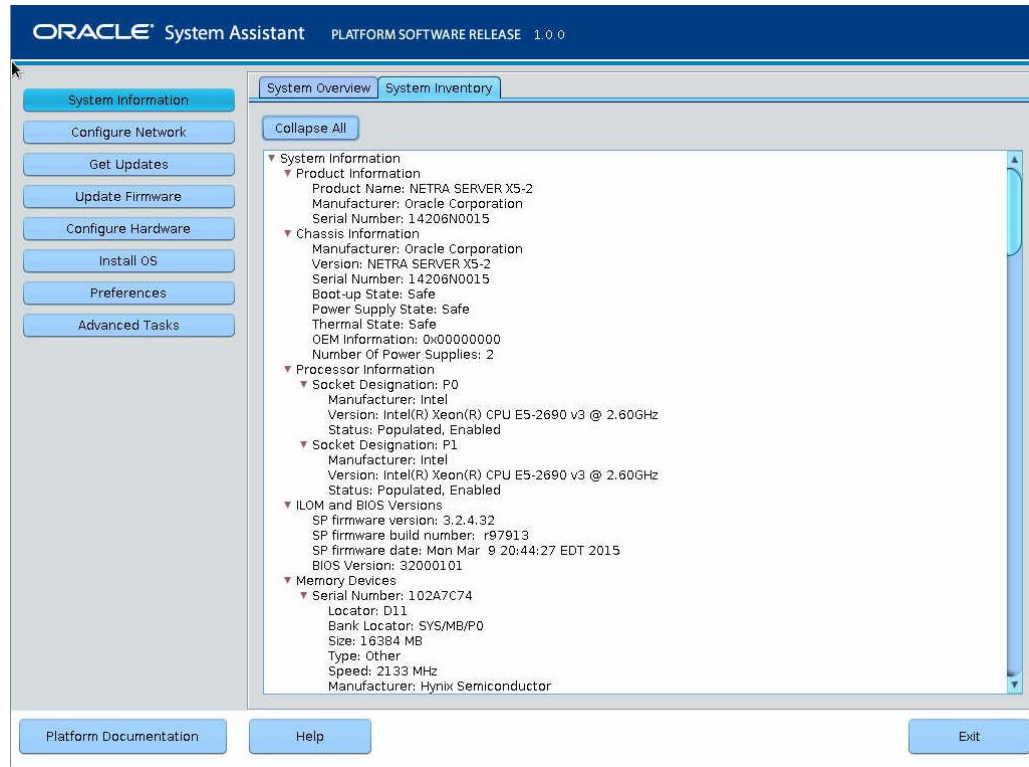 ORACLE® System Assistant PLATFORM SOFTWARE RELEASE 1.0.0
System Information
Configure Network
Get Updates
Update Firmware
Configure Hardware
Install OS
Preferences
Advanced Tasks
System Overview System Inventory
Collapse All
System Information
Product Information
Product Name: NETRA SERVER X5-2
Manufacturer: Oracle Corporation
Serial Number: 14206N0015
Chassis Information
Manufacturer: Oracle Corporation
Version: NETRA SERVER X5-2
Serial Number: 14206N0015
Boot-up State: Safe
Power Supply State: Safe
Thermal State: Safe
OEM Information: 0x00000000
Number Of Power Supplies: 2
Processor Information
Socket Designation: P0
Manufacturer: Intel
Version: Intel(R) Xeon(R) CPU E5-2690 v3 @ 2.60GHz
Status: Populated, Enabled
Socket Designation: P1
Manufacturer: Intel
Version: Intel(R) Xeon(R) CPU E5-2690 v3 @ 2.60GHz
Status: Populated, Enabled
ILOM and BIOS Versions
SP firmware version: 3.2.4.32
SP firmware build number: r97913
SP firmware date: Mon Mar 9 20:44:27 EDT 2015
BIOS Version: 32000101
Memory Devices
Serial Number: 102A7C74
Locator: D11
Bank Locator: SYS/MB/P0
Size: 16384 MB
Type: Other
Speed: 2133 MHz
Manufacturer: Hynix Semiconductor
Platform Documentation Help Exit